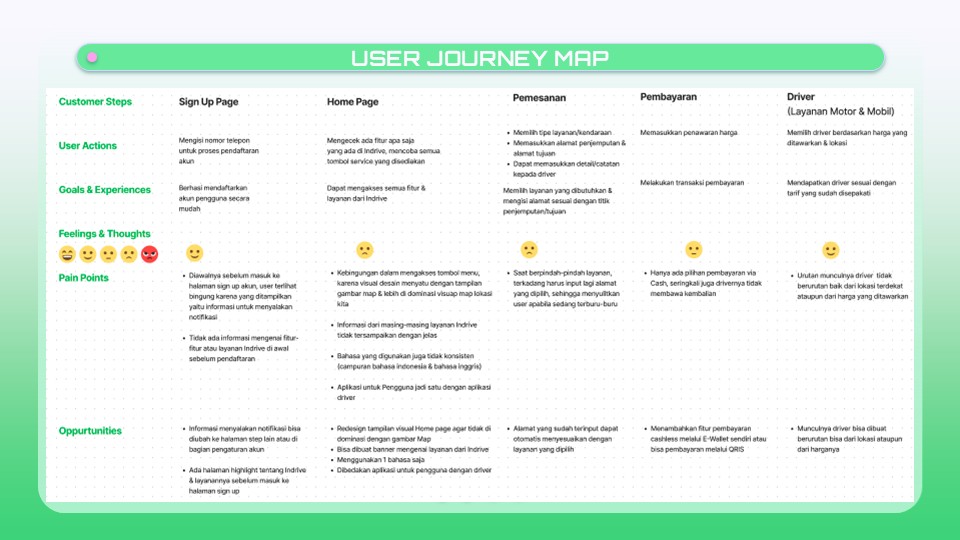 USER JOURNEY MAP
Customer Steps
Sign Up Page
Home Page
Pemesanan
Pembayaran
Driver
(Layanan Motor & Mobil)
User Actions
Mengisi nomor telepon
untuk proses pendaftaran
akun
Mengecek ada fitur apa saja
yang ada di Indrive, mencoba semua
tombol service yang disediakan
• Memilih tipe layanan/kendaraan
• Memasukkan alamat penjemputan &
alamat tujuan
• Dapat memasukkan detail/catatan
kepada driver
Memasukkan penawaran harga
Memilih driver berdasarkan harga yang
ditawarkan & lokasi
Goals & Experiences
Berhasi mendaftarkan
akun pengguna secara
mudah
Dapat mengakses semua fitur &
layanan dari Indrive
Memilih layanan yang dibutuhkan &
mengisi alamat sesuai dengan titik
penjemputan/tujuan
Melakukan transaksi pembayaran
Mendapatkan driver sesuai dengan
tarif yang sudah disepakati
Feelings & Thoughts
Pain Points
• Diawalnya sebelum masuk ke
halaman sign up akun, user terlihat
bingung karena yang ditampilkan
yaitu informasi untuk menyalakan
notifikasi
• Tidak ada informasi mengenai fitur-
fitur atau layanan Indrive di awal
sebelum pendaftaran
• Kebingungan dalam mengakses tombol menu,
karena visual desain menyatu dengan tampilan
gambar map & lebih di dominasi visuap map lokasi
kita
• Informasi dari masing-masing layanan Indrive
tidak tersampaikan dengan jelas
• Bahasa yang digunakan juga tidak konsisten
(campuran bahasa indonesia & bahasa inggris)
• Aplikasi untuk Pengguna jadi satu dengan aplikasi
driver
• Saat berpindah-pindah layanan,
terkadang harus input lagi alamat
yang dipilih, sehingga menyulitkan
user apabila sedang terburu-buru
• Hanya ada pilihan pembayaran via
Cash, seringkali juga drivernya tidak
membawa kembalian
• Urutan munculnya driver tidak
berurutan baik dari lokasi terdekat
ataupun dari harga yang ditawarkan
Oppurtunities
• Informasi menyalakan notifikasi bisa
diubah ke halaman step lain atau di
bagian pengaturan akun
• Ada halaman highlight tentang Indrive
& layanannya sebelum masuk ke
halaman sign up
• Redesign tampilan visual Home page agar tidak di
dominasi dengan gambar Map
• Bisa dibuat banner mengenai layanan dari Indrive
• Menggunakan 1 bahasa saja
• Dibedakan aplikasi untuk pengguna dengan driver
• Alamat yang sudah terinput dapat
otomatis menyesuaikan dengan
layanan yang dipilih
• Menambahkan fitur pembayaran
cashless melalui E-Wallet sendiri atau
bisa pembayaran melalui QRIS
• Munculnya driver bisa dibuat
berurutan bisa dari lokasi ataupun
dari harganya